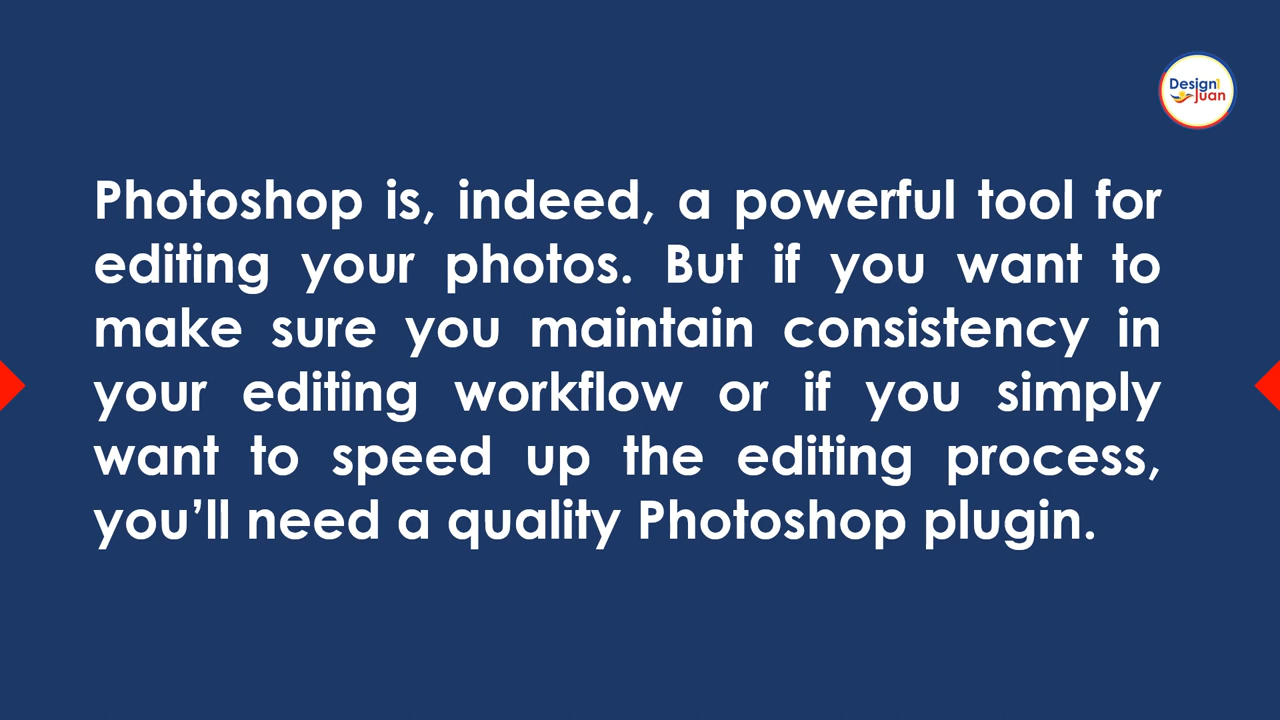 Design
juan
Photoshop is, indeed, a powerful tool for
editing your photos. But if you want to
make sure you maintain consistency in
your editing workflow or if you simply
want to speed up the editing process,
you’ll need a quality Photoshop plugin.